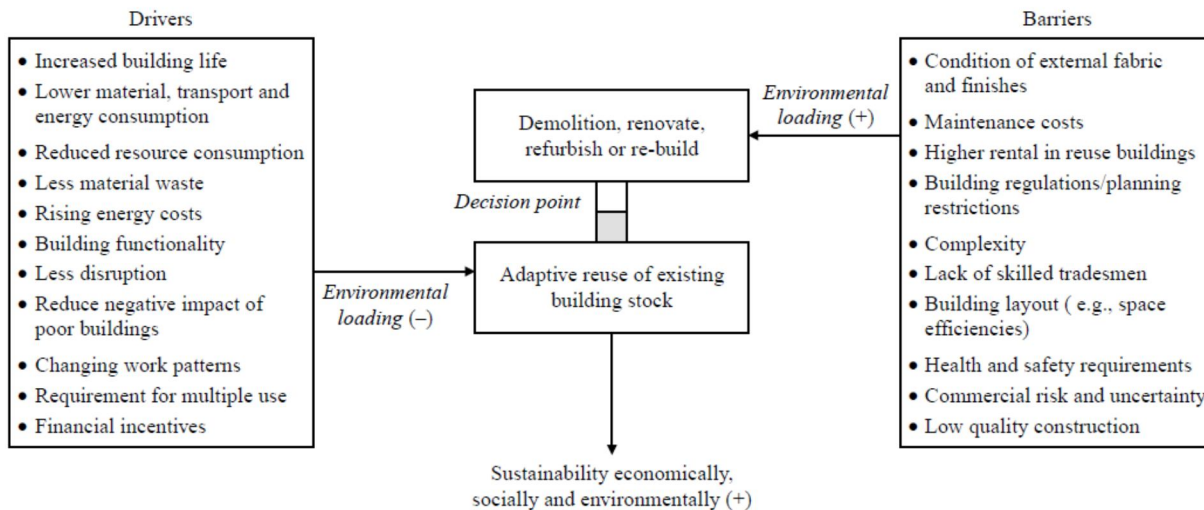 Drivers
• Increased building life
• Lower material, transport and
energy consumption
• Reduced resource consumption
• Less material waste
• Rising energy costs
• Building functionality
• Less disruption
• Reduce negative impact of
poor buildings
• Changing work patterns
• Requirement for multiple use
• Financial incentives
Environmental
loading (–)
Demolition, renovate,
refurbish or re-build
Decision point
Adaptive reuse of existing
building stock
Sustainability economically,
socially and environmentally (+)
Environmental
loading (+)
Barriers
• Condition of external fabric
and finishes
• Maintenance costs
• Higher rental in reuse buildings
• Building regulations/planning
restrictions
• Complexity
• Lack of skilled tradesmen
• Building layout ( e.g., space
efficiencies)
• Health and safety requirements
• Commercial risk and uncertainty
• Low quality construction